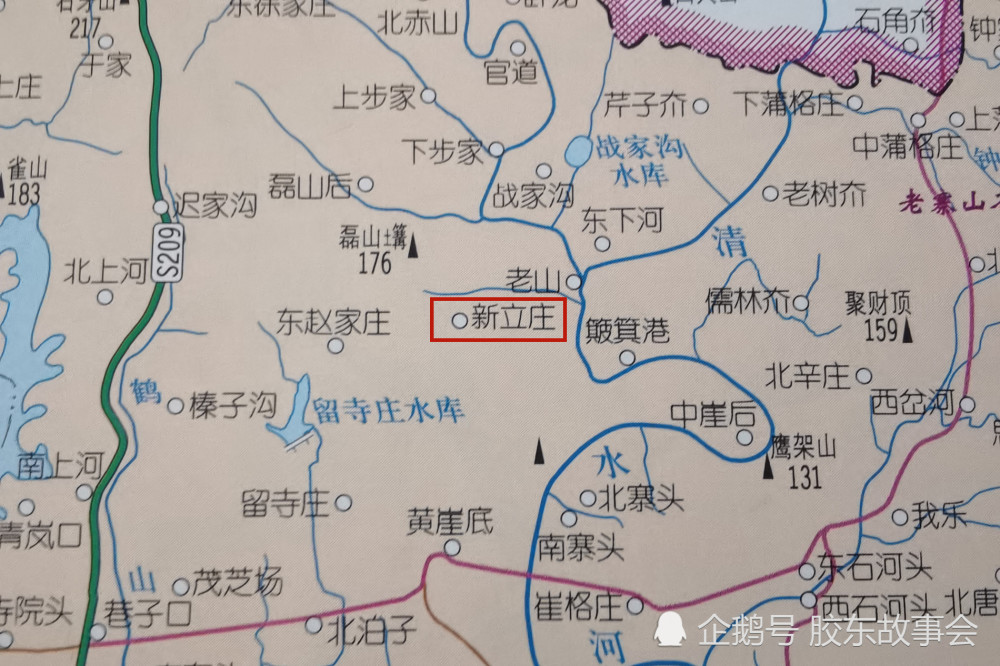 东徐家庄
北赤山
217
于家
官道
石角夼
上庄
上步家
芹子夼
下蒲格庄
中蒲格庄
下步家
战家沟
水库
雀山
183
迟家沟
磊山后
战家沟
老树夼
东下河
磊山
176
清
S209
北上河
老山
新立庄
东赵家庄
簸箕港
儒林夼
聚财顶
159
北辛庄
鹤
榛子沟
留寺庄水库
中崖后
西岔河
鹰架山
131
水
南上河
留寺庄
北寨头
黄崖底
南寨头
我乐
青岚口
山
茂芝场
东石河头
寺院头
巷子口
北泊子
崔格庄
西石河头
北唐
河
企鹅号 胶东故事会